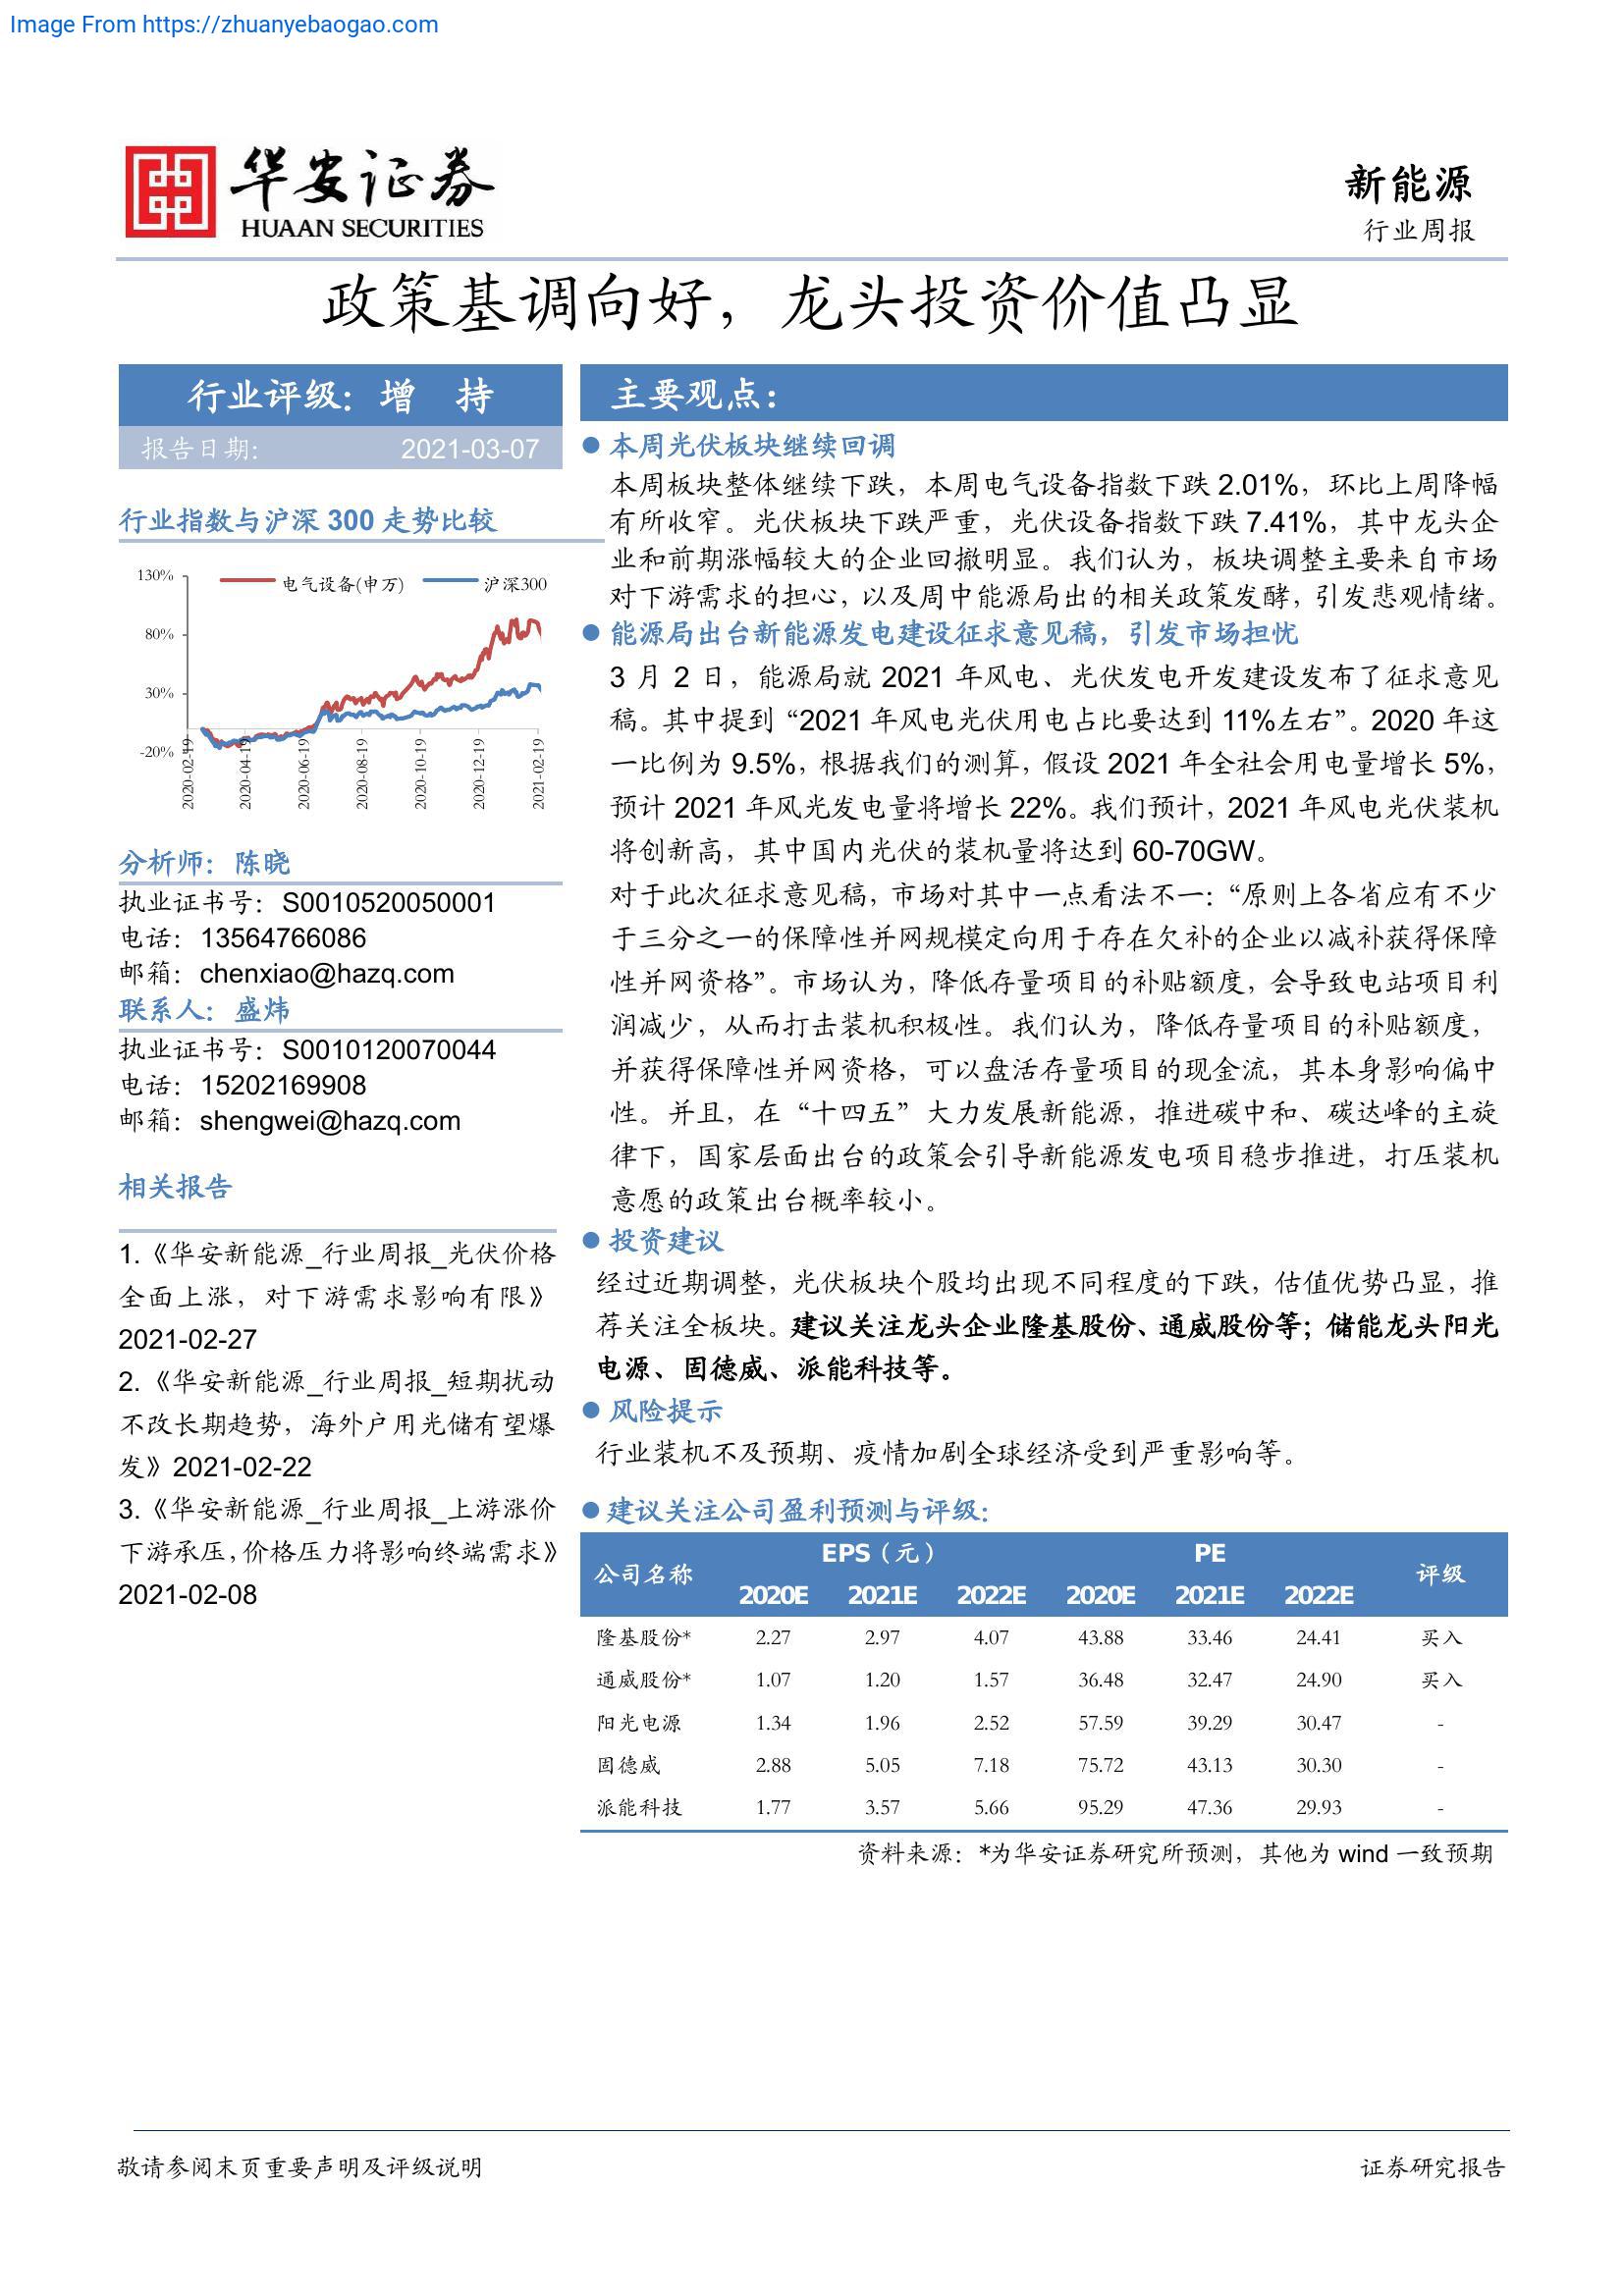 Image From https://zhuanyebaogao.com
华安证券
HUAAN SECURITIES
新能源
行业周报
政策基调向好，龙头投资价值凸显
行业评级：增 持
报告日期： 2021-03-07
行业指数与沪深 300 走势比较
电气设备(申万) 沪深300
130%
80%
30%
-20%
2020-02-19 2020-04-19 2020-06-19 2020-08-19 2020-10-19 2020-12-19 2021-02-19
分析师：陈晓
执业证书号：S0010520050001
电话：13564766086
邮箱：chenxiao@hazq.com
联系人：盛炜
执业证书号：S0010120070044
电话：15202169908
邮箱：shengwei@hazq.com
相关报告
1.《华安新能源_行业周报_光伏价格
全面上涨，对下游需求影响有限》
2021-02-27
2.《华安新能源_行业周报_短期扰动
不改长期趋势，海外户用光储有望爆
发》2021-02-22
3.《华安新能源_行业周报_上游涨价
下游承压，价格压力将影响终端需求》
2021-02-08
主要观点：
● 本周光伏板块继续回调
本周板块整体继续下跌，本周电气设备指数下跌 2.01%，环比上周降幅
有所收窄。光伏板块下跌严重，光伏设备指数下跌 7.41%，其中龙头企
业和前期涨幅较大的企业回撤明显。我们认为，板块调整主要来自市场
对下游需求的担心，以及周中能源局出的相关政策发酵，引发悲观情绪。
● 能源局出台新能源发电建设征求意见稿，引发市场担忧
3 月 2 日，能源局就 2021 年风电、光伏发电开发建设发布了征求意见
稿。其中提到“2021 年风电光伏用电占比要达到 11%左右”。2020 年这
一比例为 9.5%，根据我们的测算，假设 2021 年全社会用电量增长 5%，
预计 2021 年风光发电量将增长 22%。我们预计，2021 年风电光伏装机
将创新高，其中国内光伏的装机量将达到 60-70GW。
对于此次征求意见稿，市场对其中一点看法不一：“原则上各省应有不少
于三分之一的保障性并网规模定向用于存在欠补的企业以减补获得保障
性并网资格”。市场认为，降低存量项目的补贴额度，会导致电站项目利
润减少，从而打击装机积极性。我们认为，降低存量项目的补贴额度，
并获得保障性并网资格，可以盘活存量项目的现金流，其本身影响偏中
性。并且，在“十四五”大力发展新能源，推进碳中和、碳达峰的主旋
律下，国家层面出台的政策会引导新能源发电项目稳步推进，打压装机
意愿的政策出台概率较小。
● 投资建议
经过近期调整，光伏板块个股均出现不同程度的下跌，估值优势凸显，推
荐关注全板块。建议关注龙头企业隆基股份、通威股份等；储能龙头阳光
电源、固德威、派能科技等。
● 风险提示
行业装机不及预期、疫情加剧全球经济受到严重影响等。
● 建议关注公司盈利预测与评级：
公司名称 EPS（元） PE 评级
2020E 2021E 2022E 2020E 2021E 2022E
隆基股份* 2.27 2.97 4.07 43.88 33.46 24.41 买入
通威股份* 1.07 1.20 1.57 36.48 32.47 24.90 买入
阳光电源 1.34 1.96 2.52 57.59 39.29 30.47 -
固德威 2.88 5.05 7.18 75.72 43.13 30.30 -
派能科技 1.77 3.57 5.66 95.29 47.36 29.93 -
资料来源：*为华安证券研究所预测，其他为 wind 一致预期
敬请参阅末页重要声明及评级说明
证券研究报告